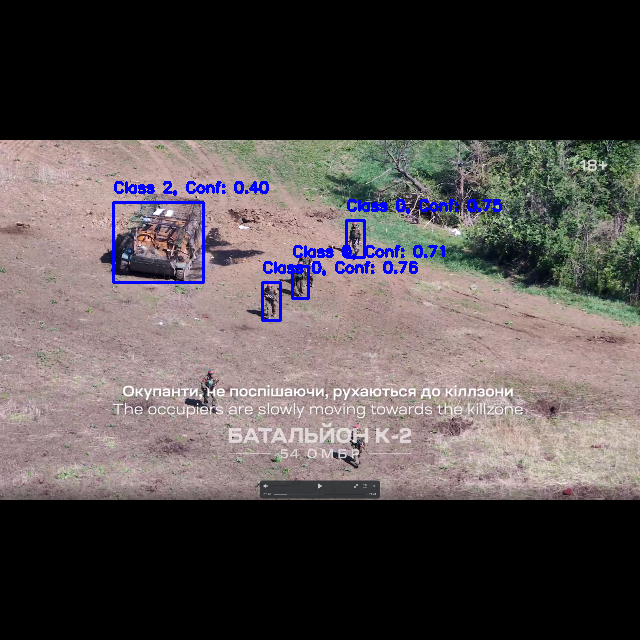 18+
Class 2, Conf: 0.40
Class 0, Conf: 0.75
Class 0, Conf: 0.71
Class 0, Conf: 0.76
Окупанти, не поспішаючи, рухаються до кіллзони
The occupiers are slowly moving towards the killzone
БАТАЛЬЙОН К-2
54 ОМБР